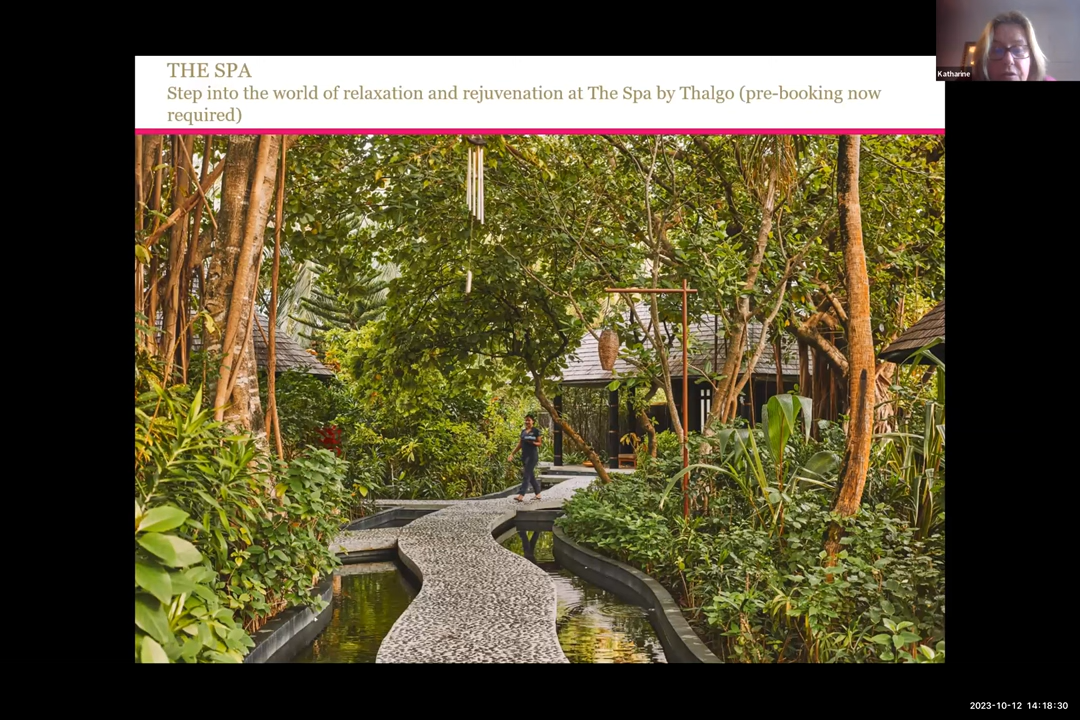 THE SPA
Step into the world of relaxation and rejuvenation at The Spa by Thalgo (pre-booking now
required)
Katharine
2023-10-12 14:18:30